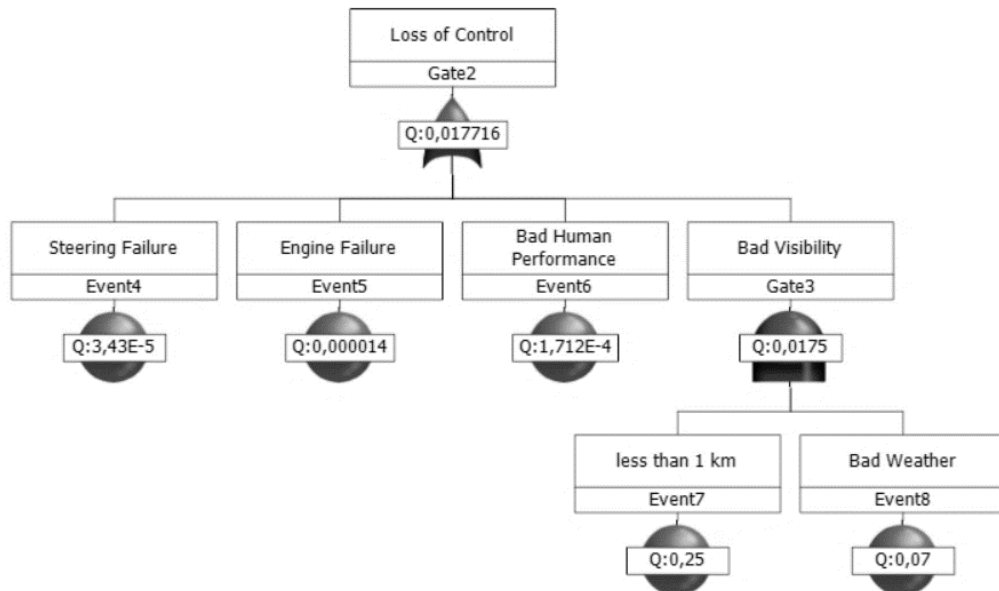 Loss of Control
Gate2
Q:0,017716
Steering Failure
Event4
Q:3,43E-5
Engine Failure
Event5
Q:0,000014
Bad Human
Performance
Event6
Q:1,712E-4
Bad Visibility
Gate3
Q:0,0175
less than 1 km
Event7
Q:0,25
Bad Weather
Event8
Q:0,07